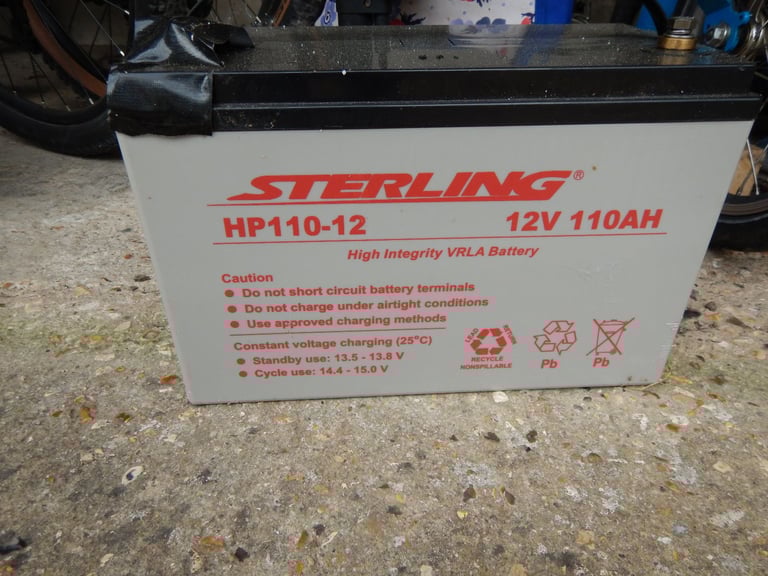 STERLING®
HP110-12 12V 110AH
High Integrity VRLA Battery
Caution
• Do not short circuit battery terminals
• Do not charge under airtight conditions
• Use approved charging methods
Constant voltage charging (25°C)
• Standby use: 13.5 - 13.8 V
• Cycle use: 14.4 - 15.0 V
LEAD RETURN
RECYCLE
NONSPILLABLE
Pb
Pb